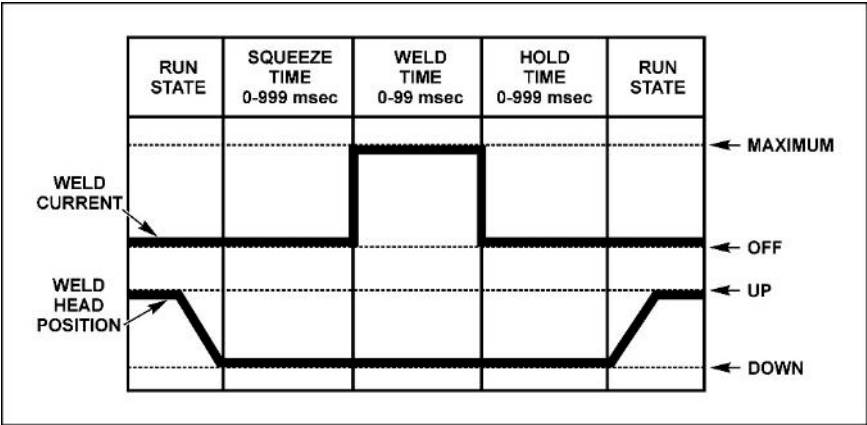 RUN
STATE
SQUEEZE
TIME
0-999 msec
WELD
TIME
0-99 msec
HOLD
TIME
0-999 msec
RUN
STATE
MAXIMUM
WELD
CURRENT
OFF
WELD
HEAD
POSITION
UP
DOWN